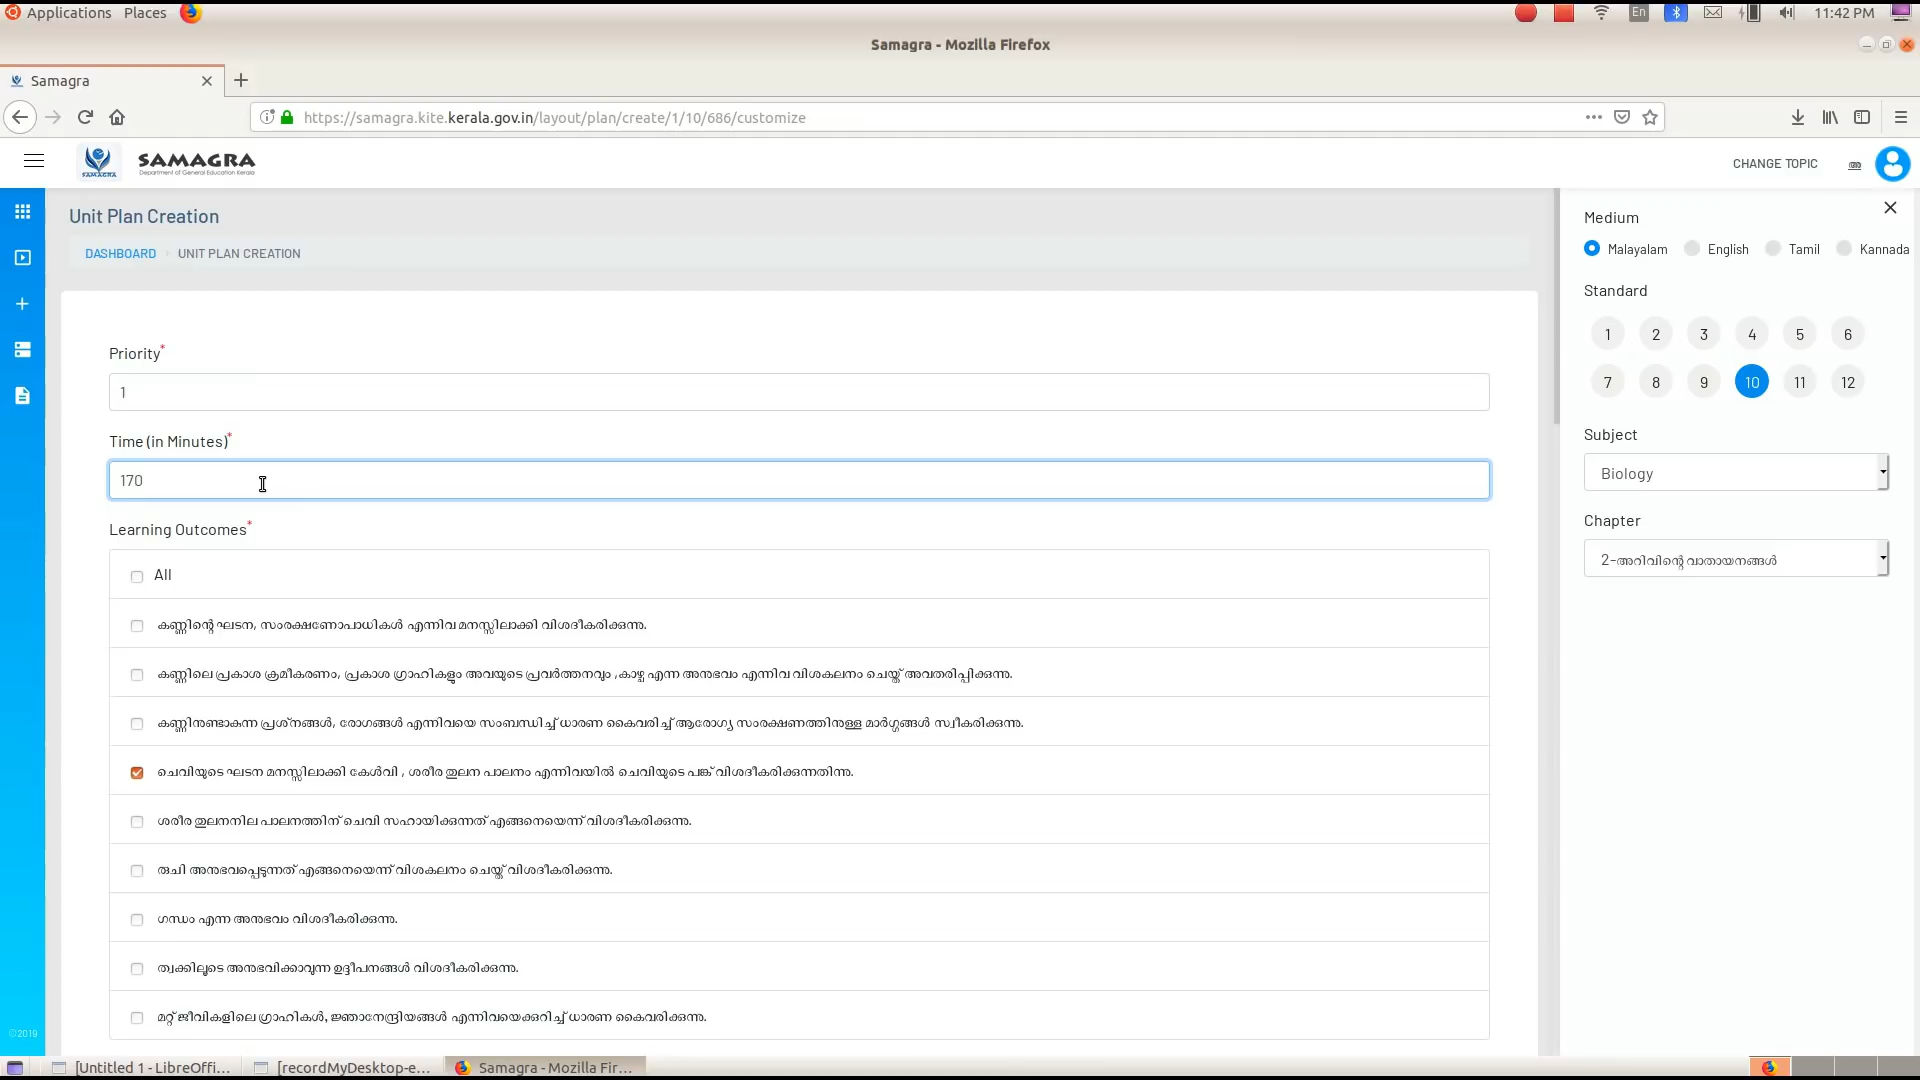 Applications Places En 11:42 PM
Samagra - Mozilla Firefox
Samagra
https://samagra.kite.kerala.gov.in/layout/plan/create/1/10/686/customize
SAMAGRA SAMAGRA CHANGE TOPIC
Department of General Education Kerala
Unit Plan Creation
DASHBOARD UNIT PLAN CREATION
Priority*
1
Time (in Minutes)*
170
Learning Outcomes*
All
കണ്ണിന്റെ ഘടന, സംരക്ഷണോപാധികൾ എന്നിവ മനസ്സിലാക്കി വിശദീകരിക്കുന്നു.
കണ്ണിലെ പ്രകാശ ക്രമീകരണം, പ്രകാശ ഗ്രാഹികളും അവയുടെ പ്രവർത്തനവും ,കാഴ്ച എന്ന അനുഭവം എന്നിവ വിശകലനം ചെയ്ത് അവതരിപ്പിക്കുന്നു.
കണ്ണിനുണ്ടാകുന്ന പ്രശ്നങ്ങൾ, രോഗങ്ങൾ എന്നിവയെ സംബന്ധിച്ച് ധാരണ കൈവരിച്ച് ആരോഗ്യ സംരക്ഷണത്തിനുള്ള മാർഗ്ഗങ്ങൾ സ്വീകരിക്കുന്നു.
ചെവിയുടെ ഘടന മനസ്സിലാക്കി കേൾവി , ശരീര തുലന പാലനം എന്നിവയിൽ ചെവിയുടെ പങ്ക് വിശദീകരിക്കുന്നതിനു.
ശരീര തുലനനില പാലനത്തിന് ചെവി സഹായിക്കുന്നത് എങ്ങനെയെന്ന് വിശദീകരിക്കുന്നു.
രുചി അനുഭവപ്പെടുന്നത് എങ്ങനെയെന്ന് വിശകലനം ചെയ്ത് വിശദീകരിക്കുന്നു.
ഗന്ധം എന്ന അനുഭവം വിശദീകരിക്കുന്നു.
ത്വക്കിലൂടെ അനുഭവിക്കാവുന്ന ഉദ്ദീപനങ്ങൾ വിശദീകരിക്കുന്നു.
മറ്റ് ജീവികളിലെ ഗ്രാഹികൾ, ജ്ഞാനേന്ദ്രിയങ്ങൾ എന്നിവയെക്കുറിച്ച് ധാരണ കൈവരിക്കുന്നു.
Medium
Malayalam English Tamil Kannada
Standard
1 2 3 4 5 6
7 8 9 10 11 12
Subject
Biology
Chapter
2-അറിവിന്റെ വാതായനങ്ങൾ
©2019
[Untitled 1 - LibreOffi... [recordMyDesktop-e... Samagra - Mozilla Fir...